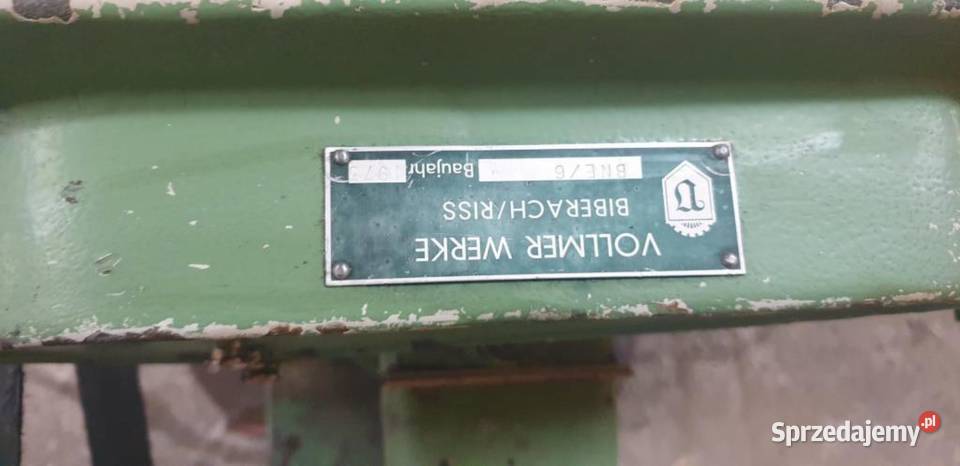 VOLLMER WERKE
BIBERACH/RISS
BNE/6 Baujahr
Sprzedajemy.pl